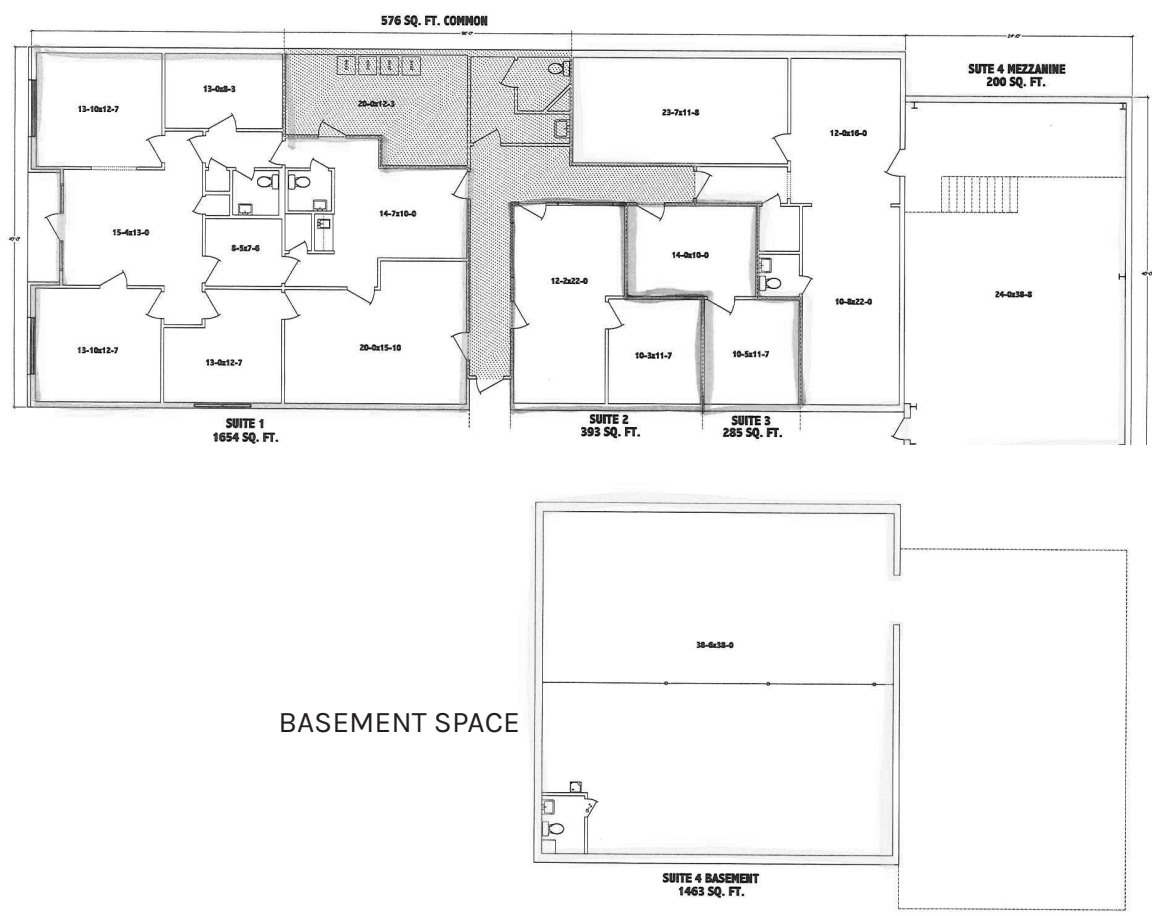 576 SQ. FT. COMMON
24'-0"
SUTE 4 MEZZANINE
200 SQ. FT.
13-10x12-7
13-0x8-3
20-0x12-3
23-7x11-8
12-0x16-0
14-7x10-0
15-4x13-0
8-5x7-6
14-0x10-0
12-2x22-0
10-8x22-0
24-0x38-8
13-10x12-7
13-0x12-7
20-0x15-10
10-3x11-7
10-5x11-7
SUITE 1
1654 SQ. FT.
SUITE 2
393 SQ. FT.
SUITE 3
285 SQ. FT.
38-6x38-0
BASEMENT SPACE
SUITE 4 BASEMENT
1463 SQ. FT.